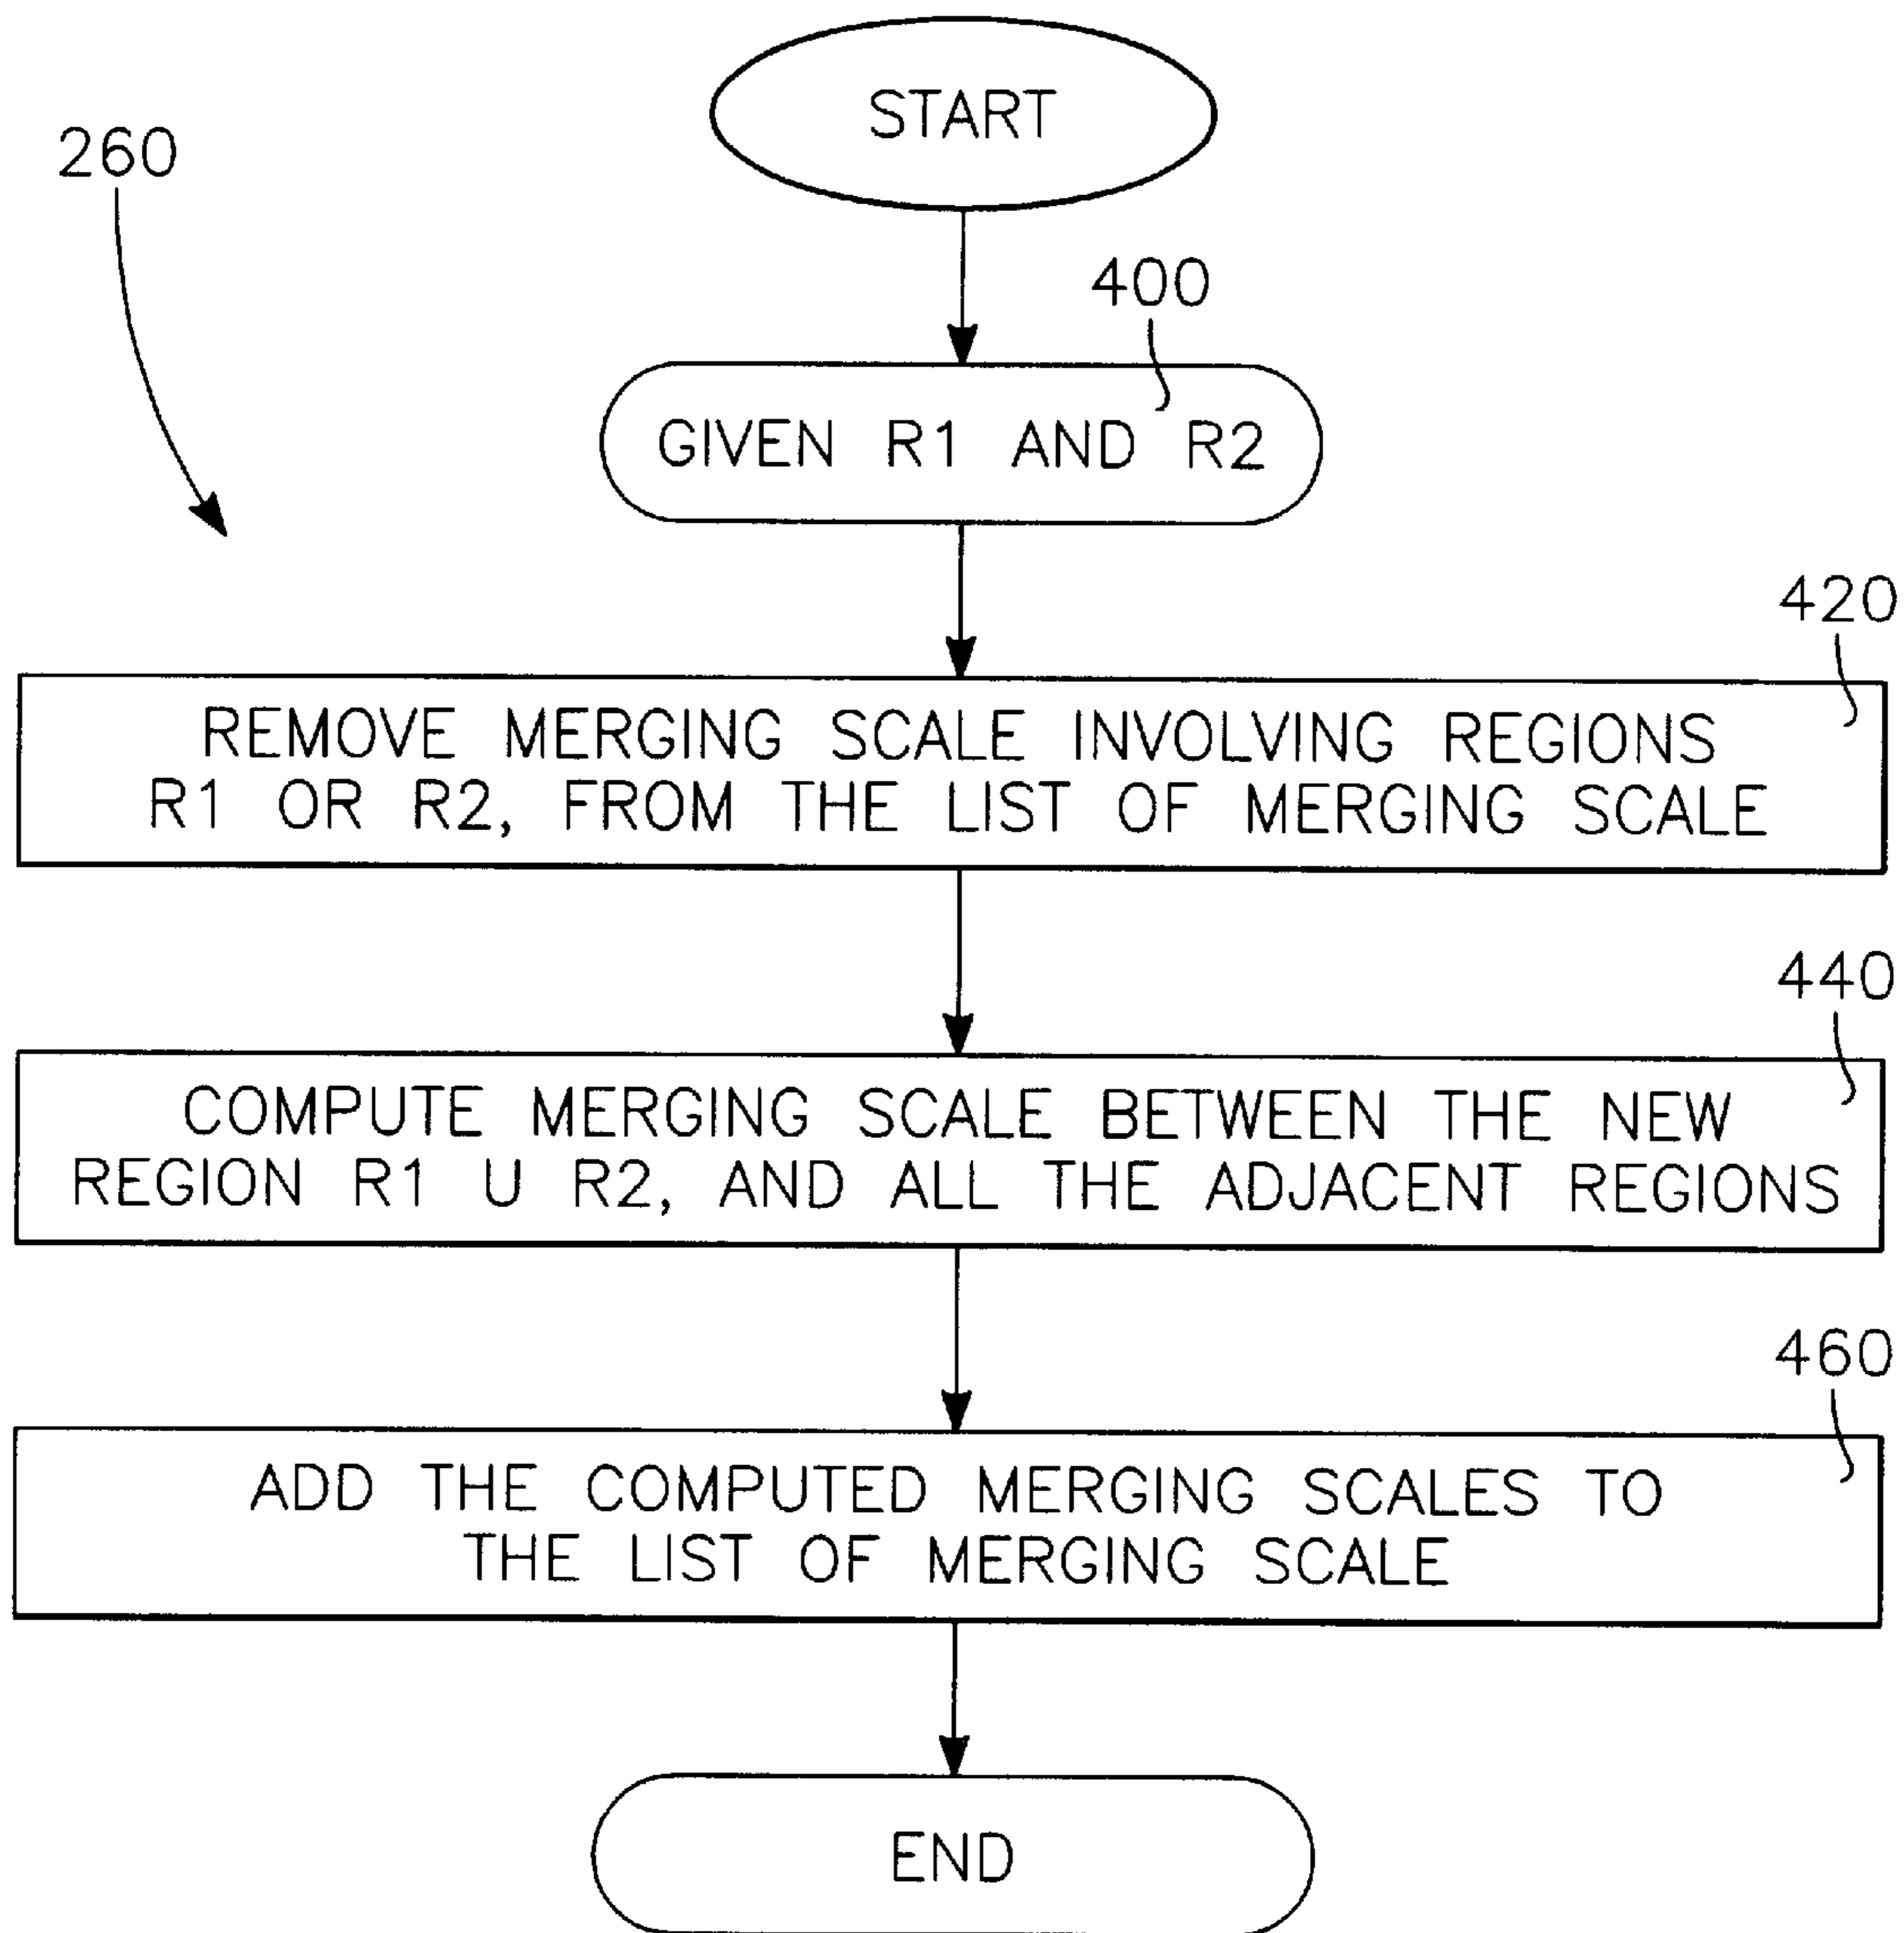 START
260
400
GIVEN R1 AND R2
420
REMOVE MERGING SCALE INVOLVING REGIONS
R1 OR R2, FROM THE LIST OF MERGING SCALE
440
COMPUTE MERGING SCALE BETWEEN THE NEW
REGION R1 U R2, AND ALL THE ADJACENT REGIONS
460
ADD THE COMPUTED MERGING SCALES TO
THE LIST OF MERGING SCALE
END